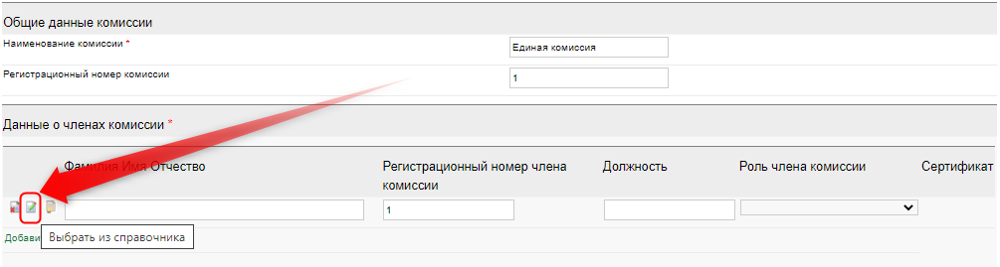 Общие данные комиссии
Наименование комиссии *
Единая комиссия
Регистрационный номер комиссии
1
Данные о членах комиссии *
Фамилия Имя Отчество
Регистрационный номер члена
комиссии
Должность
Роль члена комиссии
Сертификат
1
Добави
Выбрать из справочника